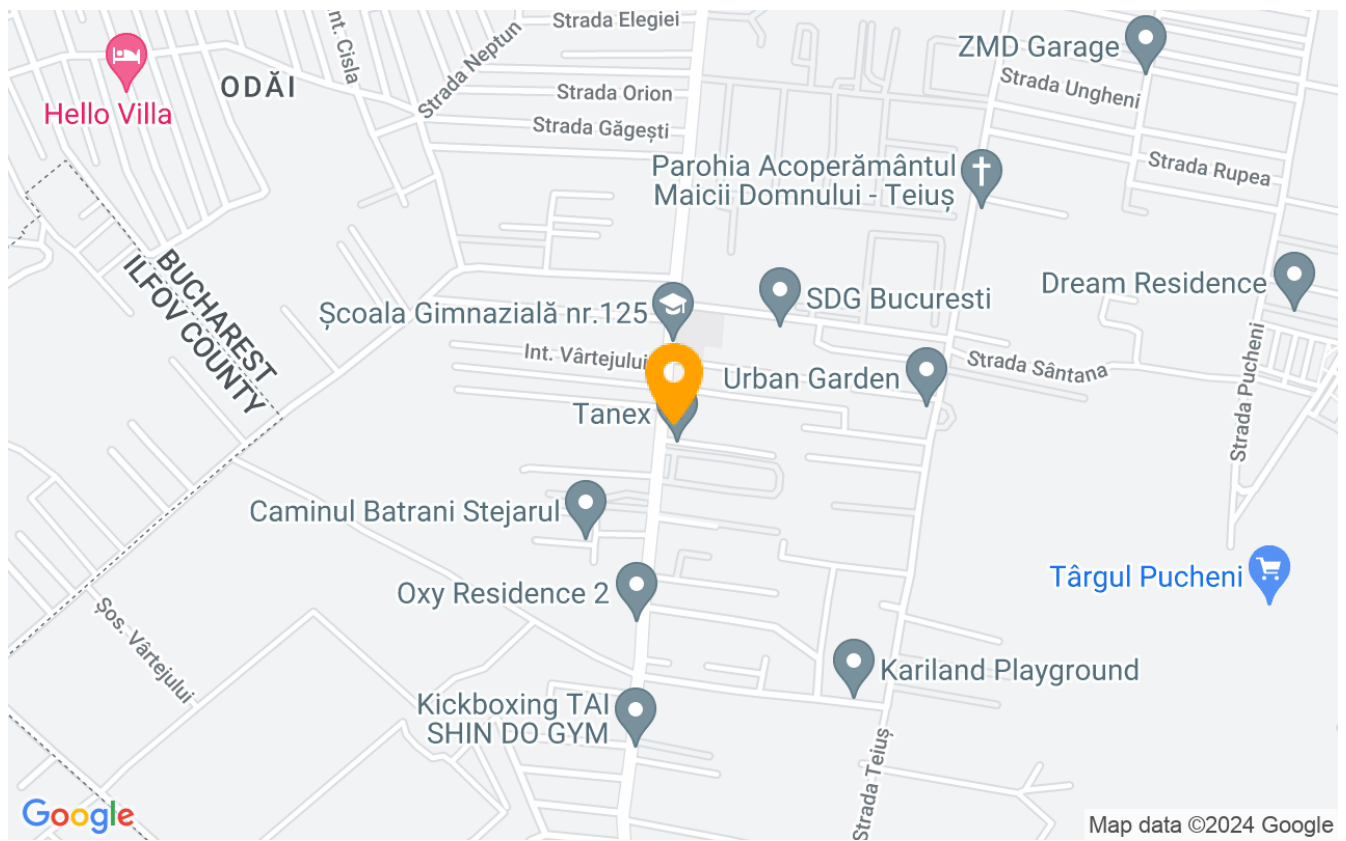 Strada Elegiei
ZMD Garage
Int. Cisla
Strada Neptun
ODĂI
Hello Villa
Strada Orion
Strada Ungheni
Strada Găgești
Strada Rupea
Parohia Acoperământul
Maicii Domnului - Teiuș
BUCHAREST
ILFOV COUNTY
Dream Residence
SDG Bucuresti
Școala Gimnazială nr.125
Int. Vârtejului
Strada Sântana
Strada Pucheni
Urban Garden
Tanex
Caminul Batrani Stejarul
Târgul Pucheni
Oxy Residence 2
Șos. Vârtejului
Kariland Playground
Kickboxing TAI
SHIN DO GYM
Strada Teiuș
Google
Map data ©2024 Google